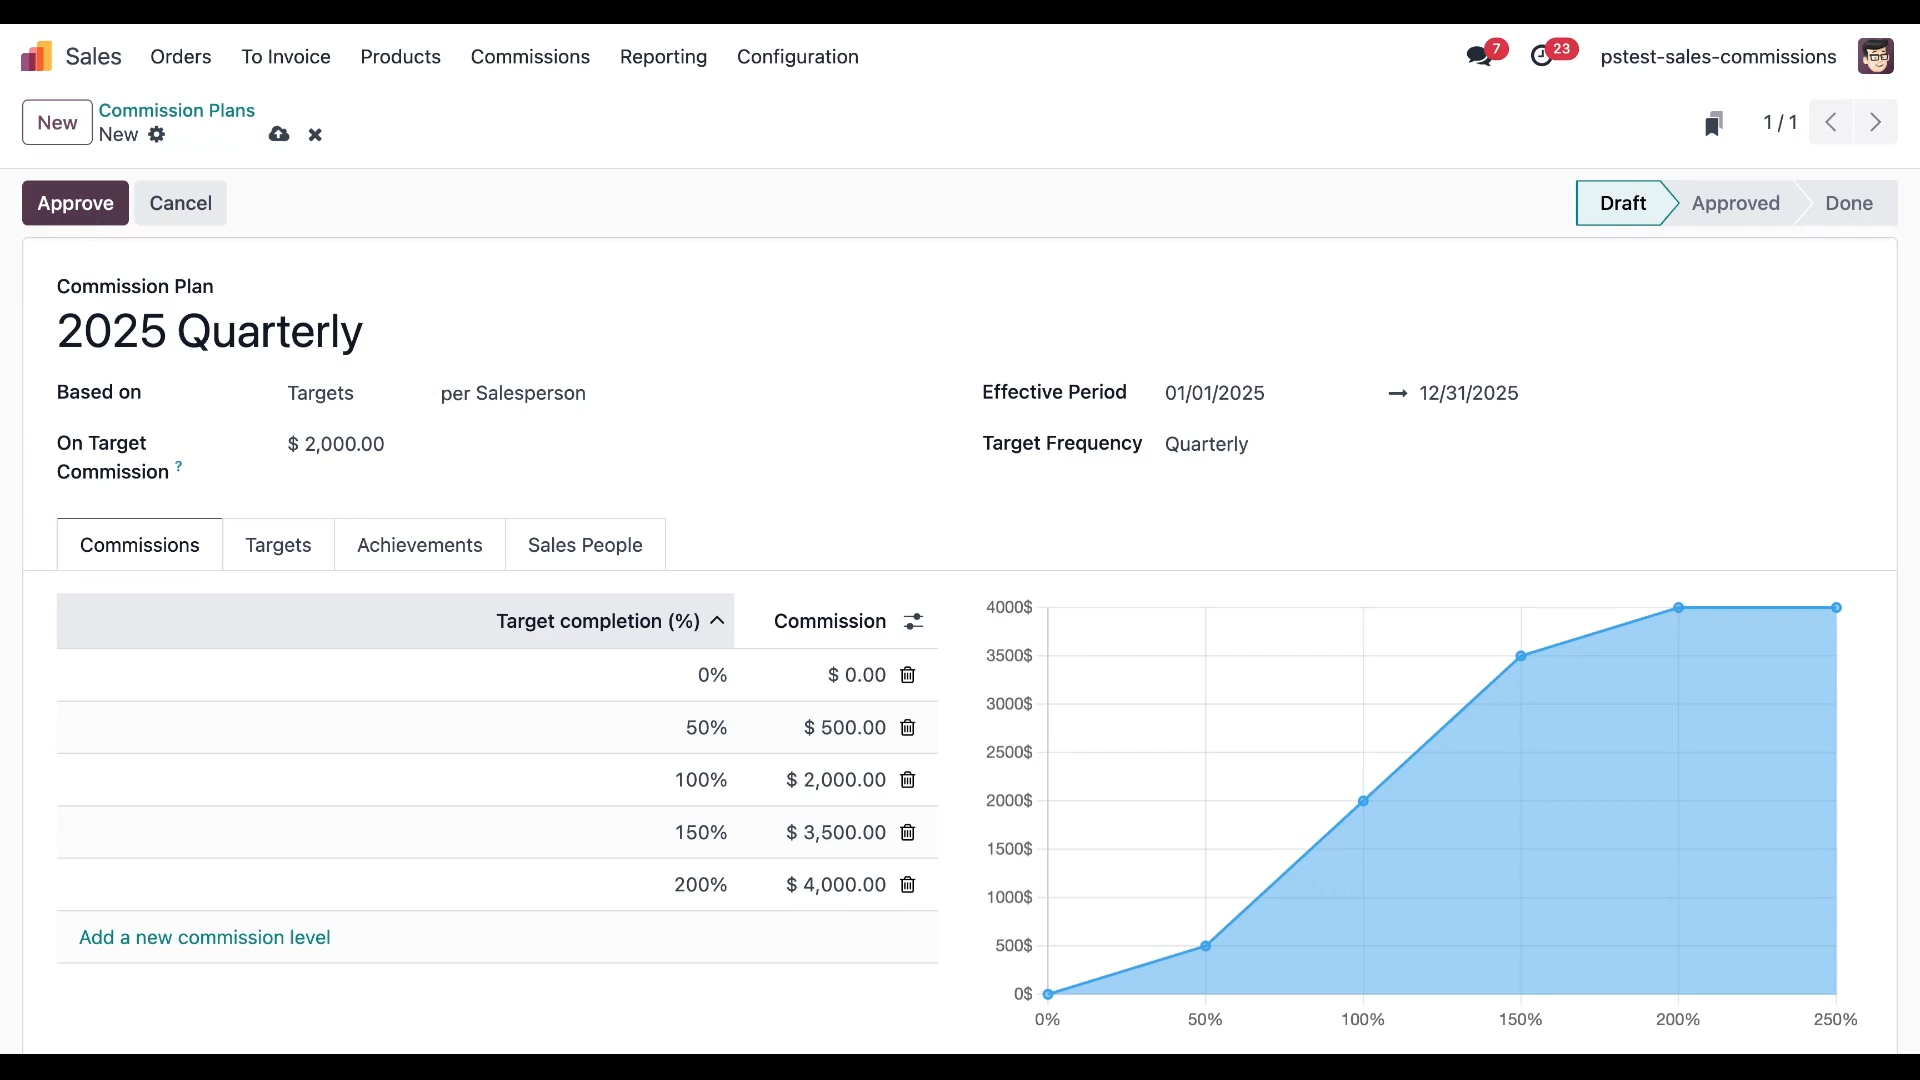 Sales Orders To Invoice Products Commissions Reporting Configuration 7 23 pstest-sales-commissions
New Commission Plans
New
1 / 1
Approve Cancel Draft Approved Done
Commission Plan
2025 Quarterly
Based on Targets per Salesperson Effective Period 01/01/2025 → 12/31/2025
On Target Commission ? $ 2,000.00 Target Frequency Quarterly
Commissions Targets Achievements Sales People
Target completion (%) Commission
0% $ 0.00
50% $ 500.00
100% $ 2,000.00
150% $ 3,500.00
200% $ 4,000.00
Add a new commission level
4000$
3500$
3000$
2500$
2000$
1500$
1000$
500$
0$
0% 50% 100% 150% 200% 250%